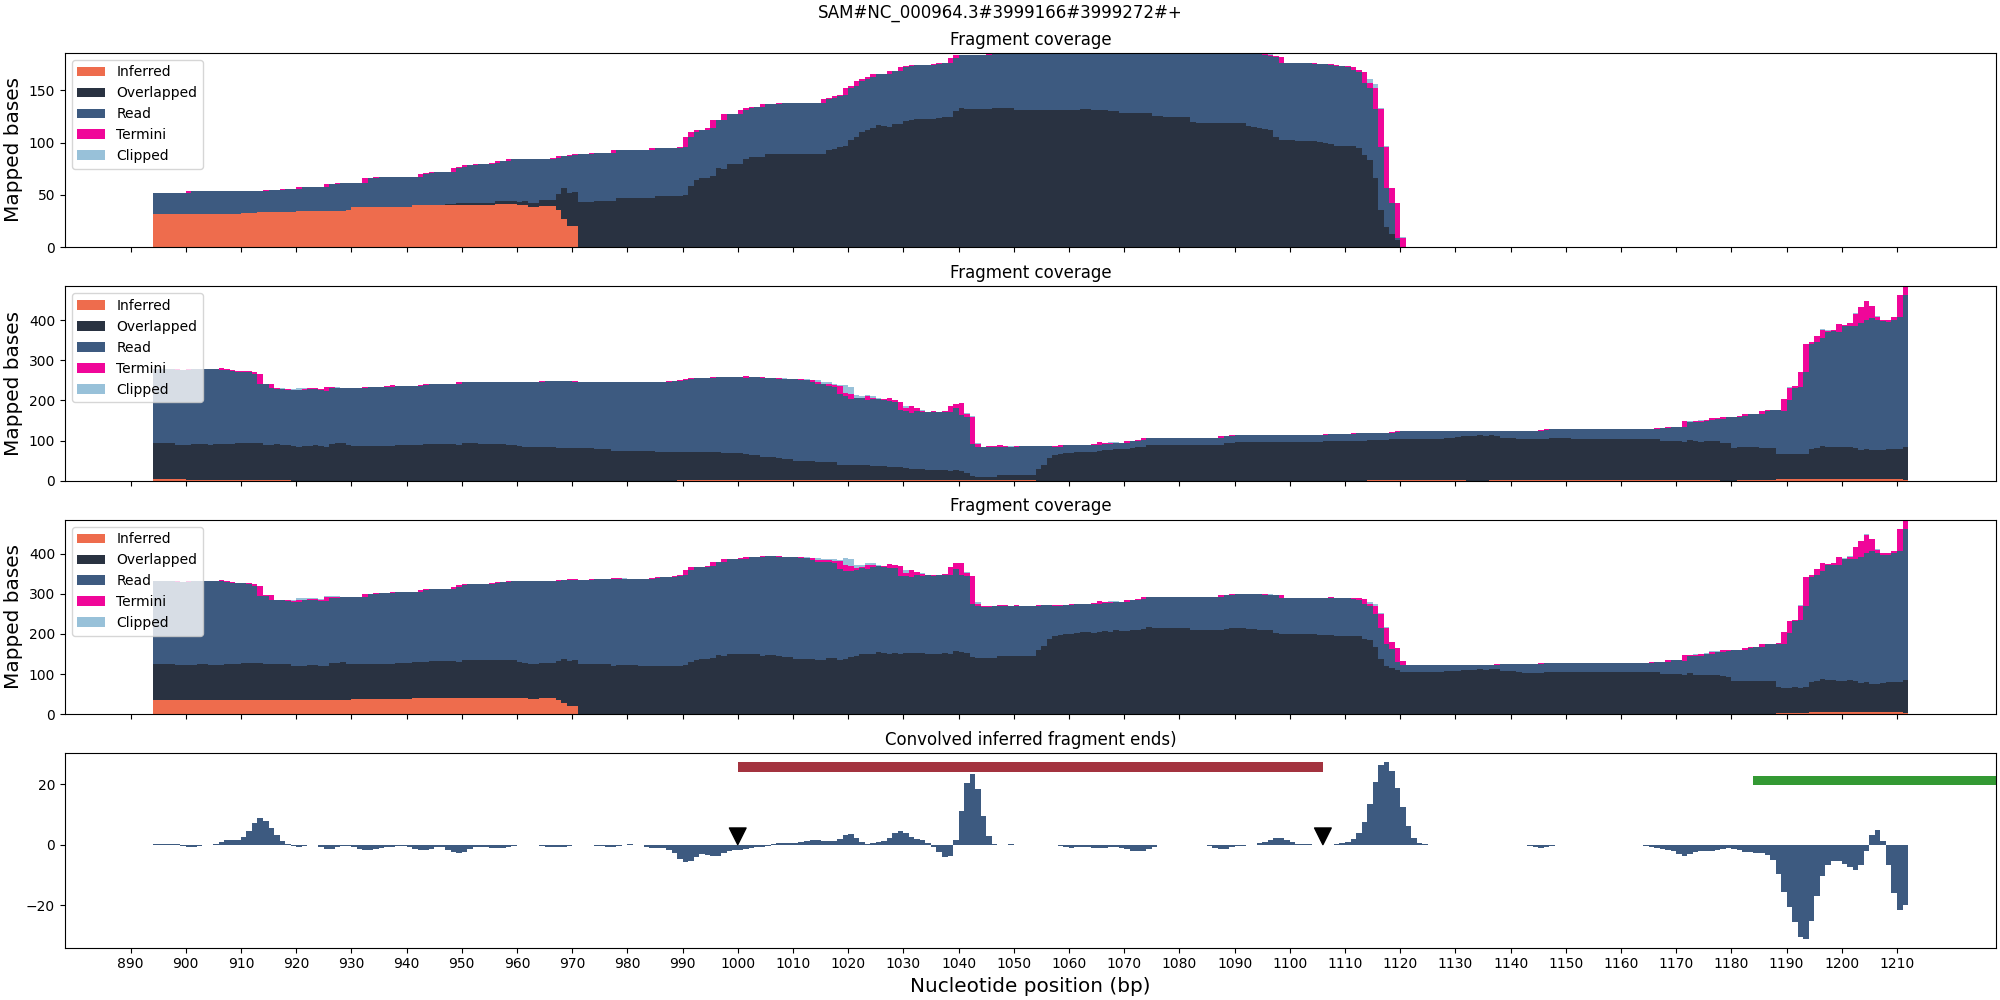 SAM#NC_000964.3#3999166#3999272#+
Fragment coverage
Mapped bases
150
100
50
0
Inferred
Overlapped
Read
Termini
Clipped
Fragment coverage
Mapped bases
400
300
200
100
0
Inferred
Overlapped
Read
Termini
Clipped
Fragment coverage
Mapped bases
400
300
200
100
0
Inferred
Overlapped
Read
Termini
Clipped
Convolved inferred fragment ends)
20
0
−20
890 900 910 920 930 940 950 960 970 980 990 1000 1010 1020 1030 1040 1050 1060 1070 1080 1090 1100 1110 1120 1130 1140 1150 1160 1170 1180 1190 1200 1210
Nucleotide position (bp)